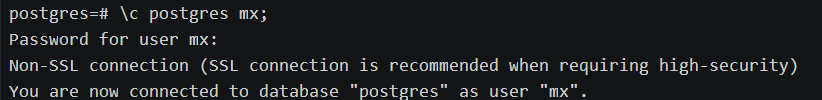 postgres=# \c postgres mx;
Password for user mx:
Non-SSL connection (SSL connection is recommended when requiring high-security)
You are now connected to database "postgres" as user "mx".